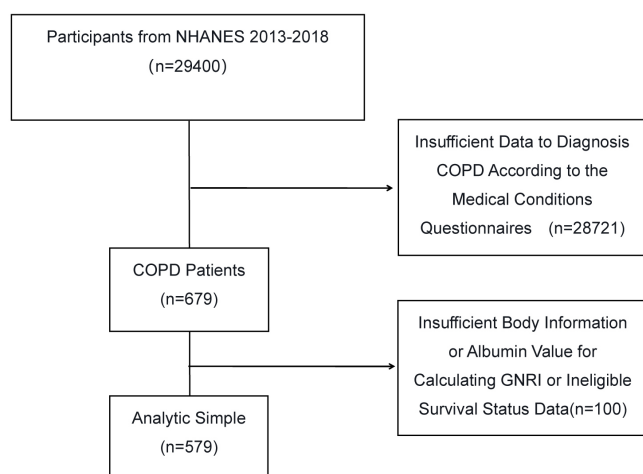 Participants from NHANES 2013-2018
(n=29400)
Insufficient Data to Diagnosis
COPD According to the
Medical Conditions
Questionnaires (n=28721)
COPD Patients
(n=679)
Insufficient Body Information
or Albumin Value for
Calculating GNRI or Ineligible
Survival Status Data(n=100)
Analytic Simple
(n=579)